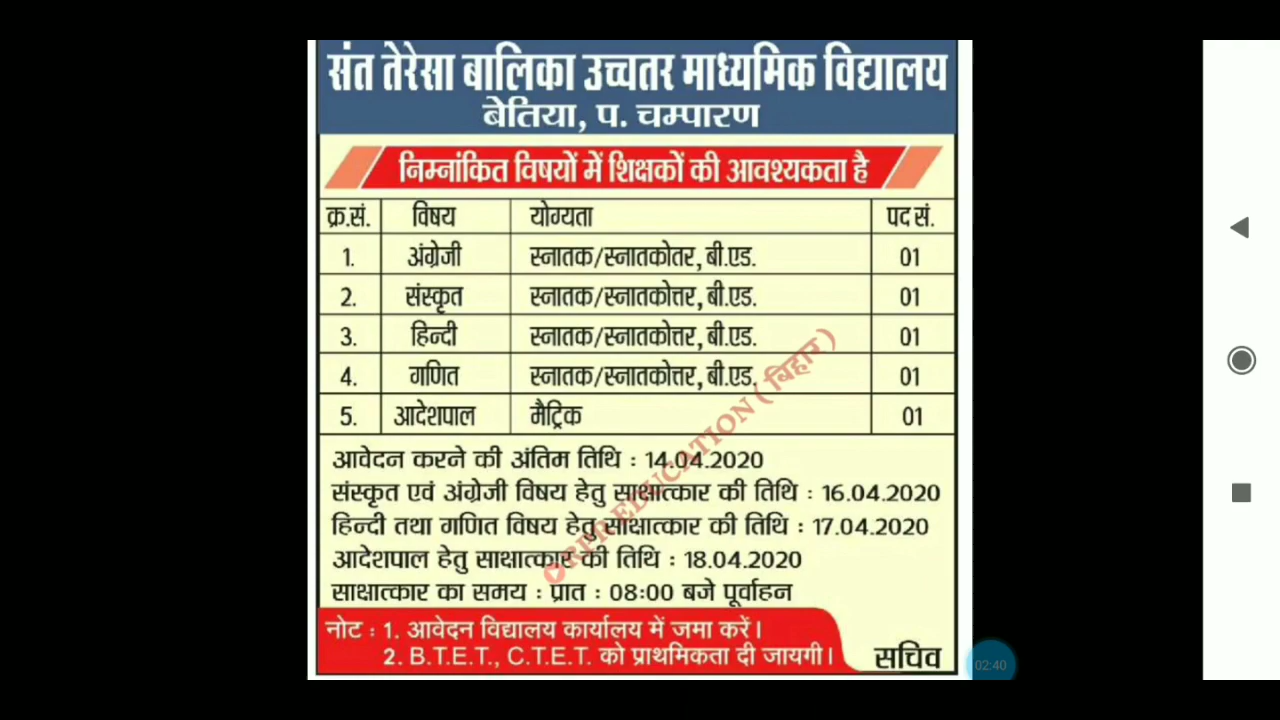 संत तेरेसा बालिका उच्चतर माध्यमिक विद्यालय
बेतिया, प. चम्पारण
निम्नांकित विषयों में शिक्षकों की आवश्यकता है
क्र.सं. विषय योग्यता पद सं.
1. अंग्रेजी स्नातक/स्नातकोतर, बी.एड. 01
2. संस्कृत स्नातक/स्नातकोत्तर, बी.एड. 01
3. हिन्दी स्नातक/स्नातकोत्तर, बी.एड. 01
4. गणित स्नातक/स्नातकोत्तर, बी.एड. 01
5. आदेशपाल मैट्रिक 01
आवेदन करने की अंतिम तिथि : 14.04.2020
संस्कृत एवं अंग्रेजी विषय हेतु साक्षात्कार की तिथि : 16.04.2020
हिन्दी तथा गणित विषय हेतु साक्षात्कार की तिथि : 17.04.2020
आदेशपाल हेतु साक्षात्कार की तिथि : 18.04.2020
साक्षात्कार का समय : प्रात : 08:00 बजे पूर्वाहन
नोट : 1. आवेदन विद्यालय कार्यालय में जमा करें।
2. B.T.E.T., C.T.E.T. को प्राथमिकता दी जायगी।
सचिव
RPR EDUCATION ( बिहार )
02:40